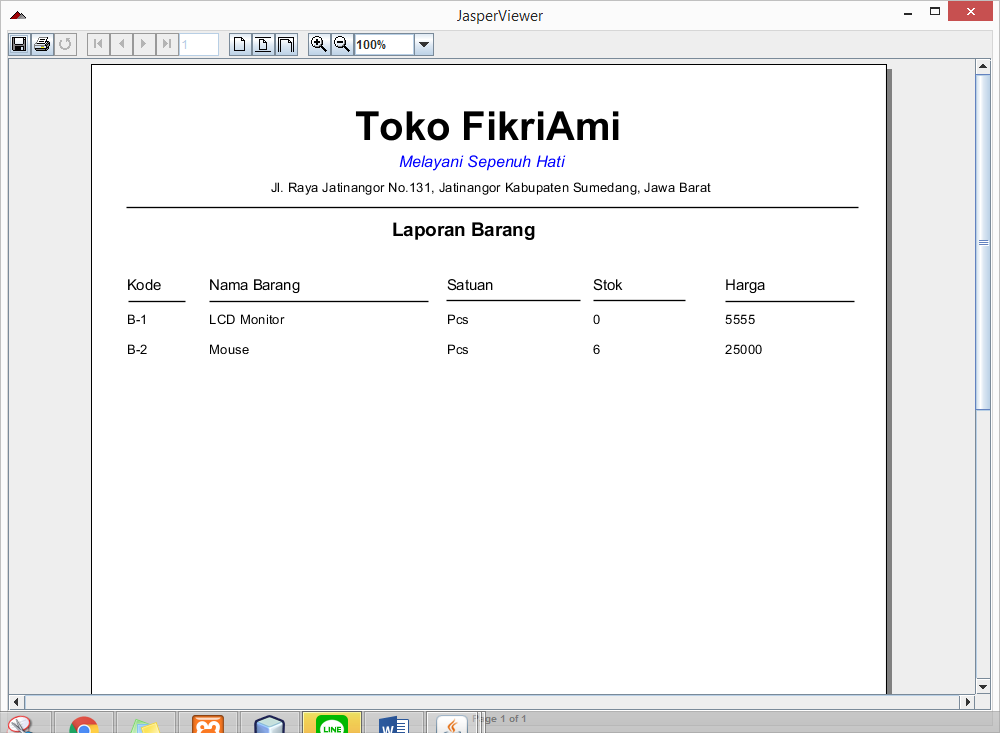 JasperViewer
1
100%
Toko FikriAmi
Melayani Sepenuh Hati
Jl. Raya Jatinangor No.131, Jatinangor Kabupaten Sumedang, Jawa Barat
Laporan Barang
Kode Nama Barang Satuan Stok Harga
B-1 LCD Monitor Pcs 0 5555
B-2 Mouse Pcs 6 25000
Page 1 of 1
LINE
W